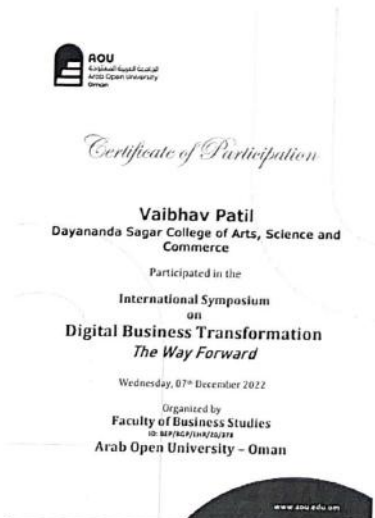 AOU
الجامعة العربية المفتوحة
Arab Open University
Oman
Certificate of Participation
Vaibhav Patil
Dayananda Sagar College of Arts, Science and
Commerce
Participated in the
International Symposium
on
Digital Business Transformation
The Way Forward
Wednesday, 07th December 2022
Organized by
Faculty of Business Studies
Arab Open University – Oman
www.aou.edu.om